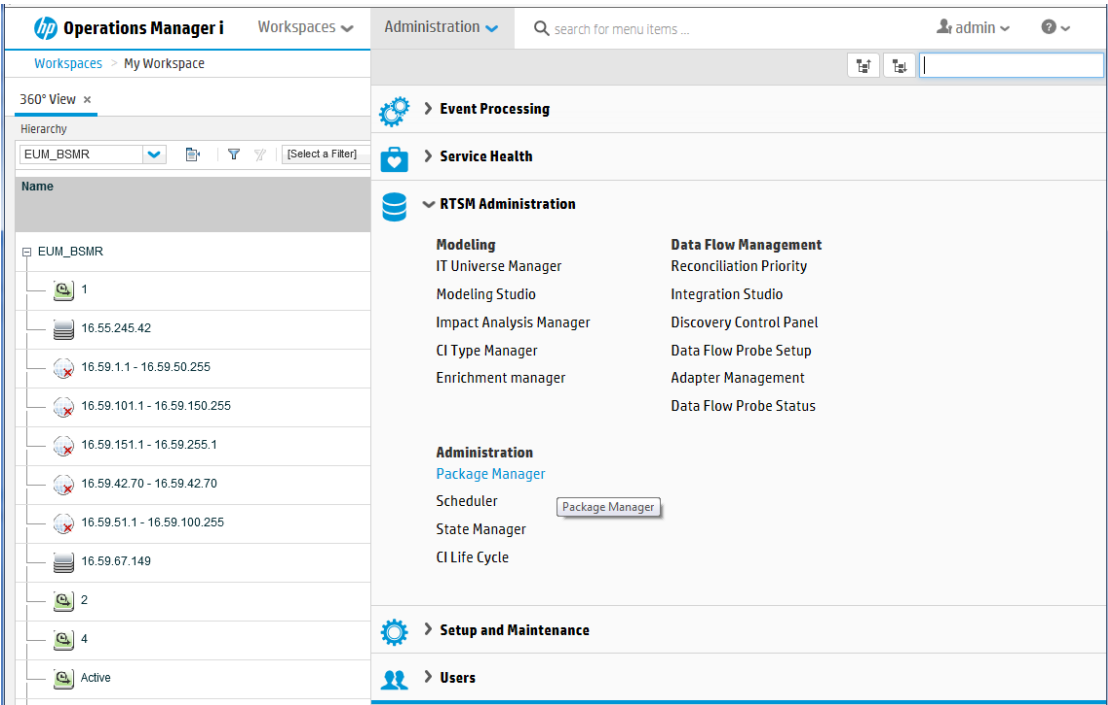 hp Operations Manager i Workspaces Administration search for menu items ... admin ?
Workspaces > My Workspace
360° View ×
Hierarchy
EUM_BSMR [Select a Filter]
Name
EUM_BSMR
1
16.55.245.42
16.59.1.1 - 16.59.50.255
16.59.101.1 - 16.59.150.255
16.59.151.1 - 16.59.255.1
16.59.42.70 - 16.59.42.70
16.59.51.1 - 16.59.100.255
16.59.67.149
2
4
Active
Event Processing
Service Health
RTSM Administration
Modeling
IT Universe Manager
Modeling Studio
Impact Analysis Manager
CI Type Manager
Enrichment manager
Data Flow Management
Reconciliation Priority
Integration Studio
Discovery Control Panel
Data Flow Probe Setup
Adapter Management
Data Flow Probe Status
Administration
Package Manager
Scheduler
Package Manager
State Manager
CI Life Cycle
Setup and Maintenance
Users